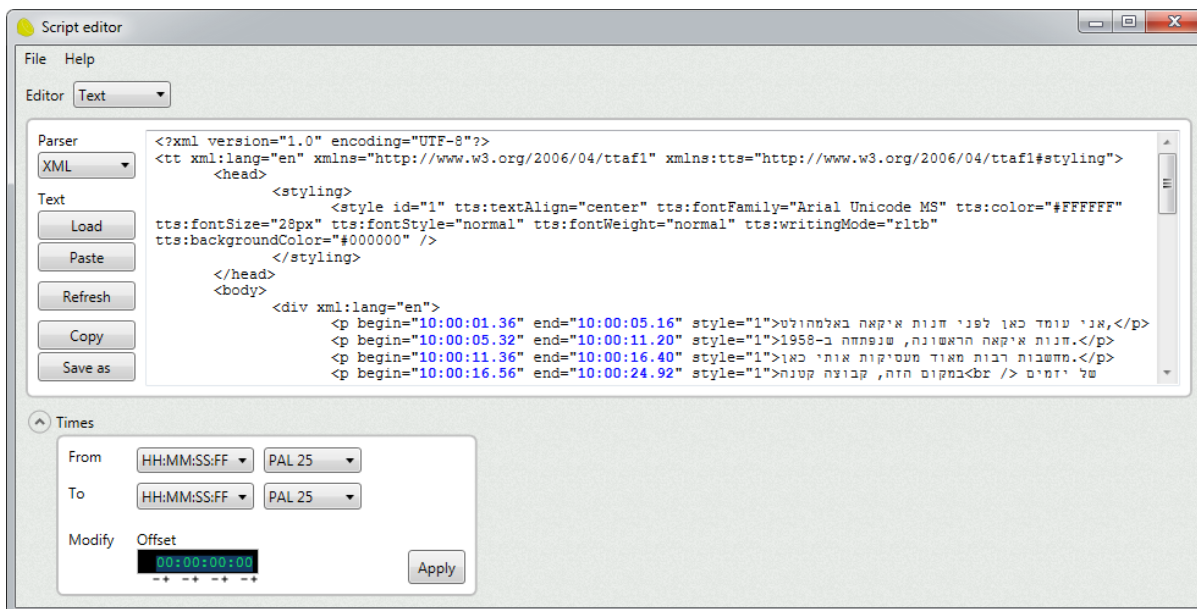 Script editor
File Help
Editor Text
Parser
XML
Text
Load
Paste
Refresh
Copy
Save as
<?xml version="1.0" encoding="UTF-8"?>
<tt xml:lang="en" xmlns="http://www.w3.org/2006/04/ttaf1" xmlns:tts="http://www.w3.org/2006/04/ttaf1#styling">
<head>
<styling>
<style id="1" tts:textAlign="center" tts:fontFamily="Arial Unicode MS" tts:color="#FFFFFF"
tts:fontSize="28px" tts:fontStyle="normal" tts:fontWeight="normal" tts:writingMode="rltb"
tts:backgroundColor="#000000" />
</styling>
</head>
<body>
<div xml:lang="en">
<p begin="10:00:01.36" end="10:00:05.16" style="1">אני עומד כאן לפני חנות איקאה באלמהולט,</p>
<p begin="10:00:05.32" end="10:00:11.20" style="1">חנות איקאה הראשונה, שנפתחה ב-1958.</p>
<p begin="10:00:11.36" end="10:00:16.40" style="1">מחשבות רבות מאוד מעסיקות אותי כאן.</p>
<p begin="10:00:16.56" end="10:00:24.92" style="1">במקום הזה, קבוצה קטנה<br /> של יזמים
Times
From HH:MM:SS:FF PAL 25
To HH:MM:SS:FF PAL 25
Modify Offset
00:00:00:00
-+ -+ -+ -+
Apply